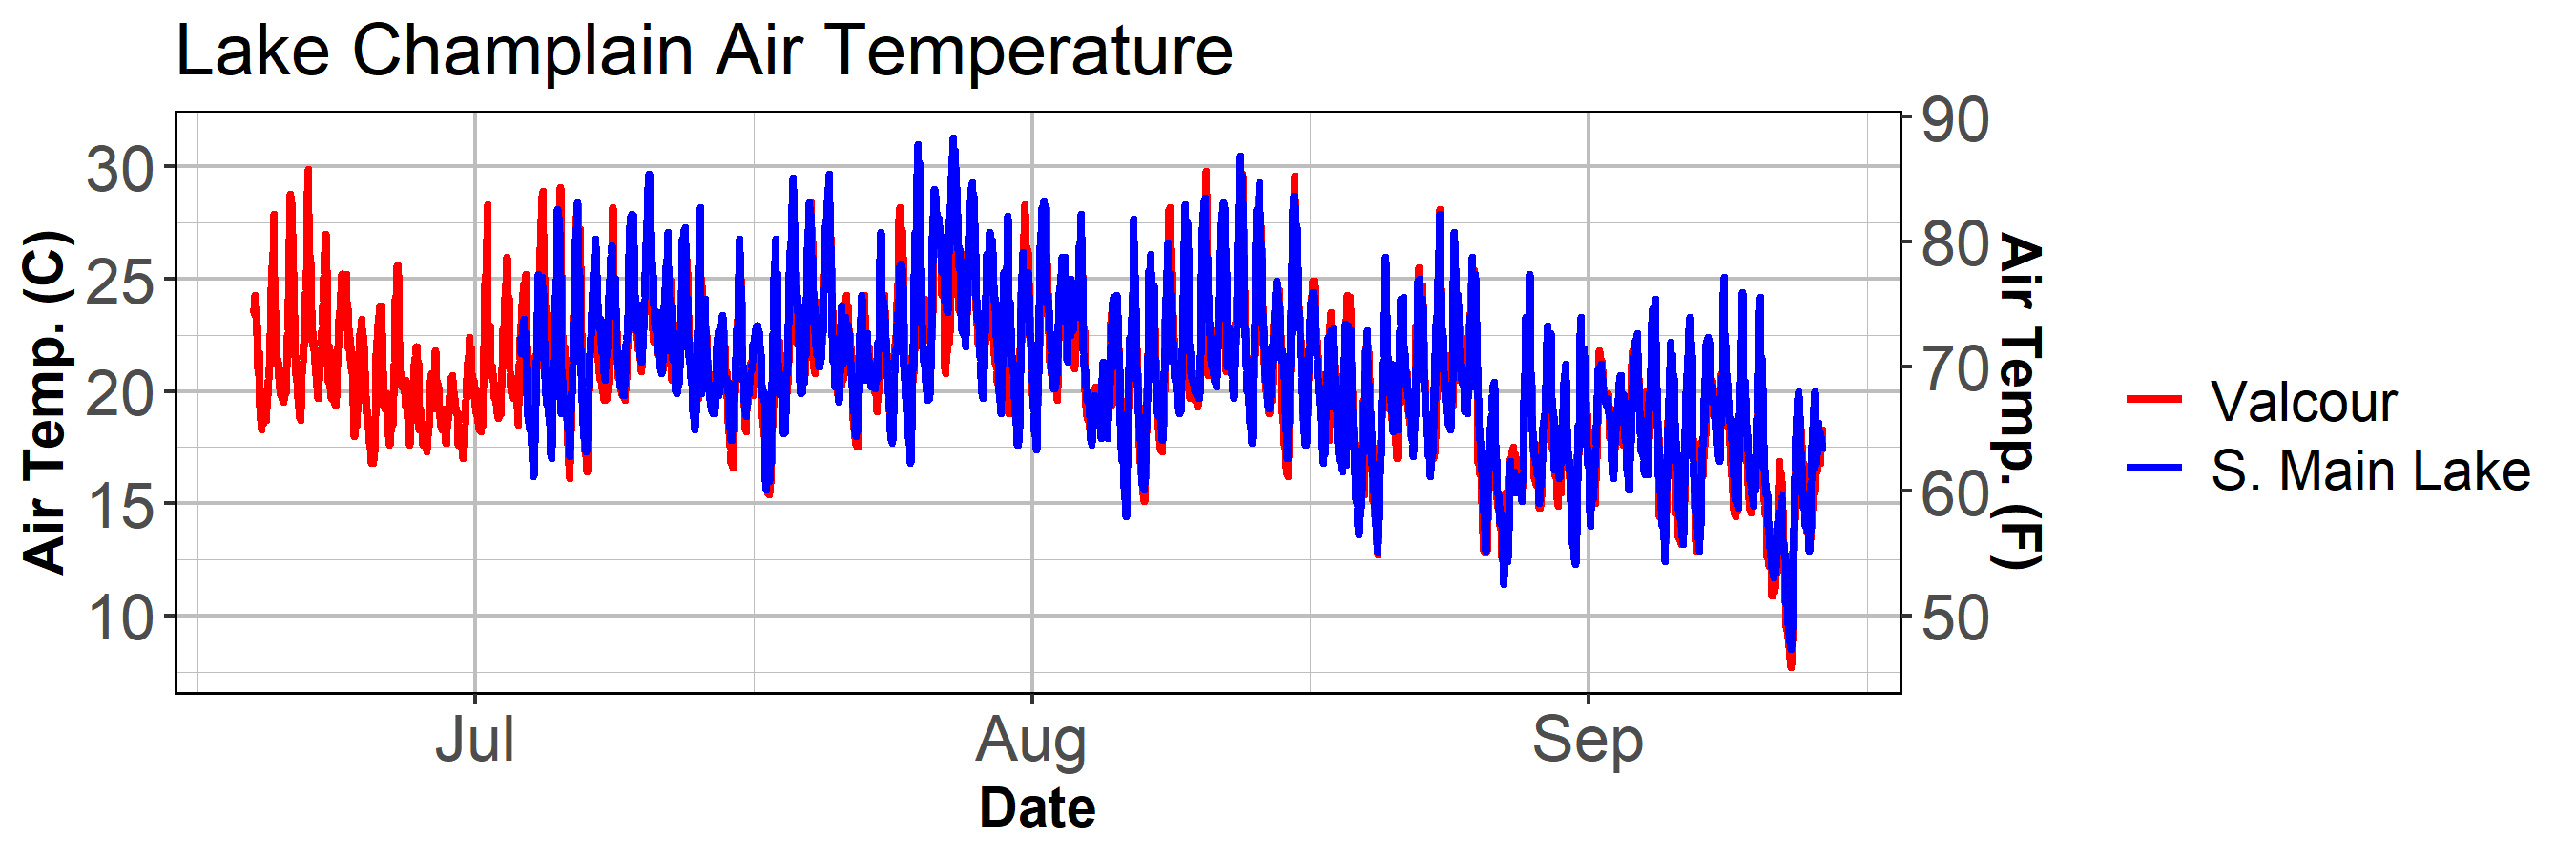 Lake Champlain Air Temperature
Air Temp. (C)
30
25
20
15
10
90
80
70
60
50
Air Temp. (F)
Jul
Aug
Sep
Date
Valcour
S. Main Lake